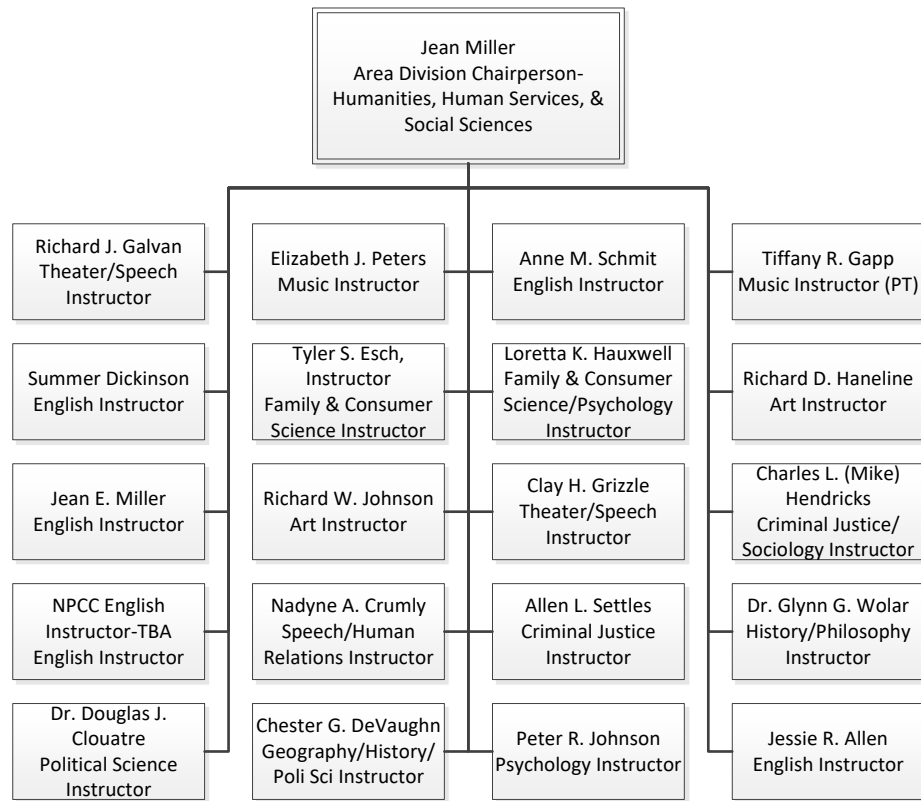 Jean Miller
Area Division Chairperson-
Humanities, Human Services, &
Social Sciences
Richard J. Galvan
Theater/Speech
Instructor
Elizabeth J. Peters
Music Instructor
Anne M. Schmit
English Instructor
Tiffany R. Gapp
Music Instructor (PT)
Summer Dickinson
English Instructor
Tyler S. Esch,
Instructor
Family & Consumer
Science Instructor
Loretta K. Hauxwell
Family & Consumer
Science/Psychology
Instructor
Richard D. Haneline
Art Instructor
Jean E. Miller
English Instructor
Richard W. Johnson
Art Instructor
Clay H. Grizzle
Theater/Speech
Instructor
Charles L. (Mike)
Hendricks
Criminal Justice/
Sociology Instructor
NPCC English
Instructor-TBA
English Instructor
Nadyne A. Crumly
Speech/Human
Relations Instructor
Allen L. Settles
Criminal Justice
Instructor
Dr. Glynn G. Wolar
History/Philosophy
Instructor
Dr. Douglas J.
Clouatre
Political Science
Instructor
Chester G. DeVaughn
Geography/History/
Poli Sci Instructor
Peter R. Johnson
Psychology Instructor
Jessie R. Allen
English Instructor